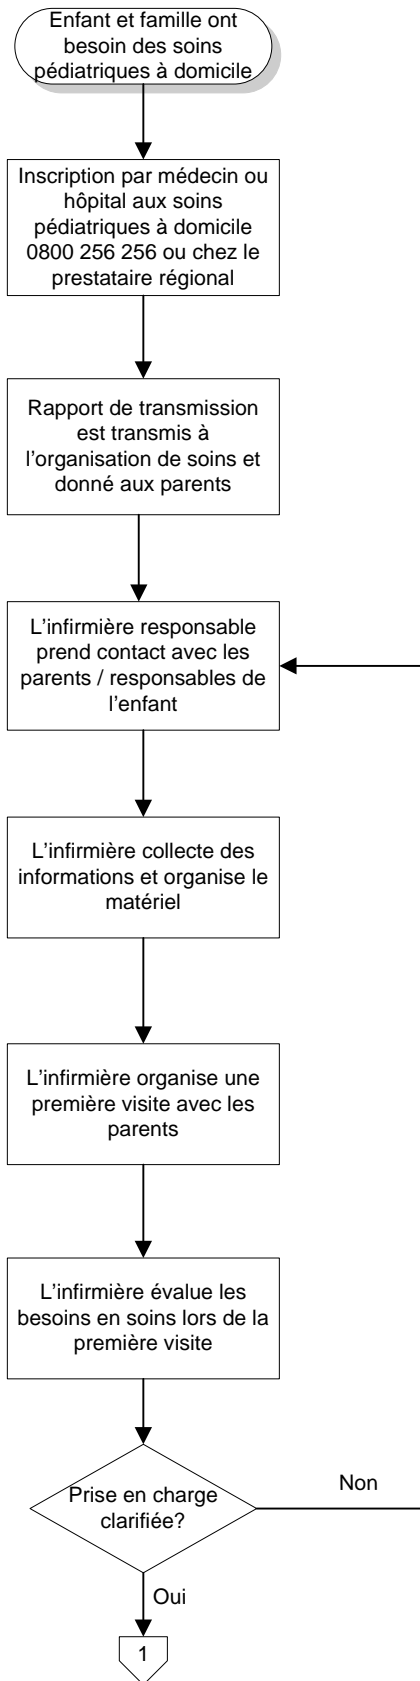 Enfant et famille ont
besoin des soins
pédiatriques à domicile
Inscription par médecin ou
hôpital aux soins
pédiatriques à domicile
0800 256 256 ou chez le
prestataire régional
Rapport de transmission
est transmis à
l'organisation de soins et
donné aux parents
L'infirmière responsable
prend contact avec les
parents / responsables de
l'enfant
L'infirmière collecte des
informations et organise le
matériel
L'infirmière organise une
première visite avec les
parents
L'infirmière évalue les
besoins en soins lors de la
première visite
Prise en charge
clarifiée?
Non
Oui
1